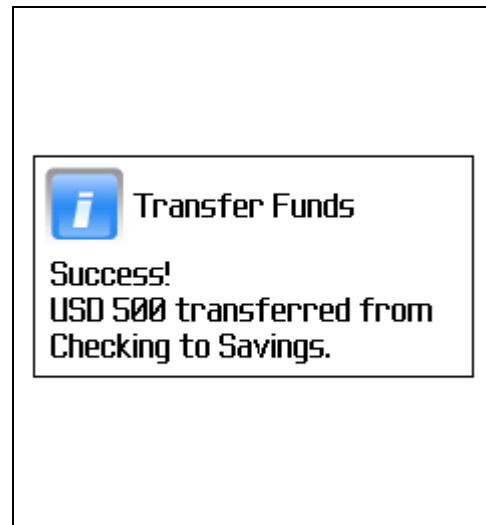 i
Transfer Funds
Success!
USD 500 transferred from
Checking to Savings.